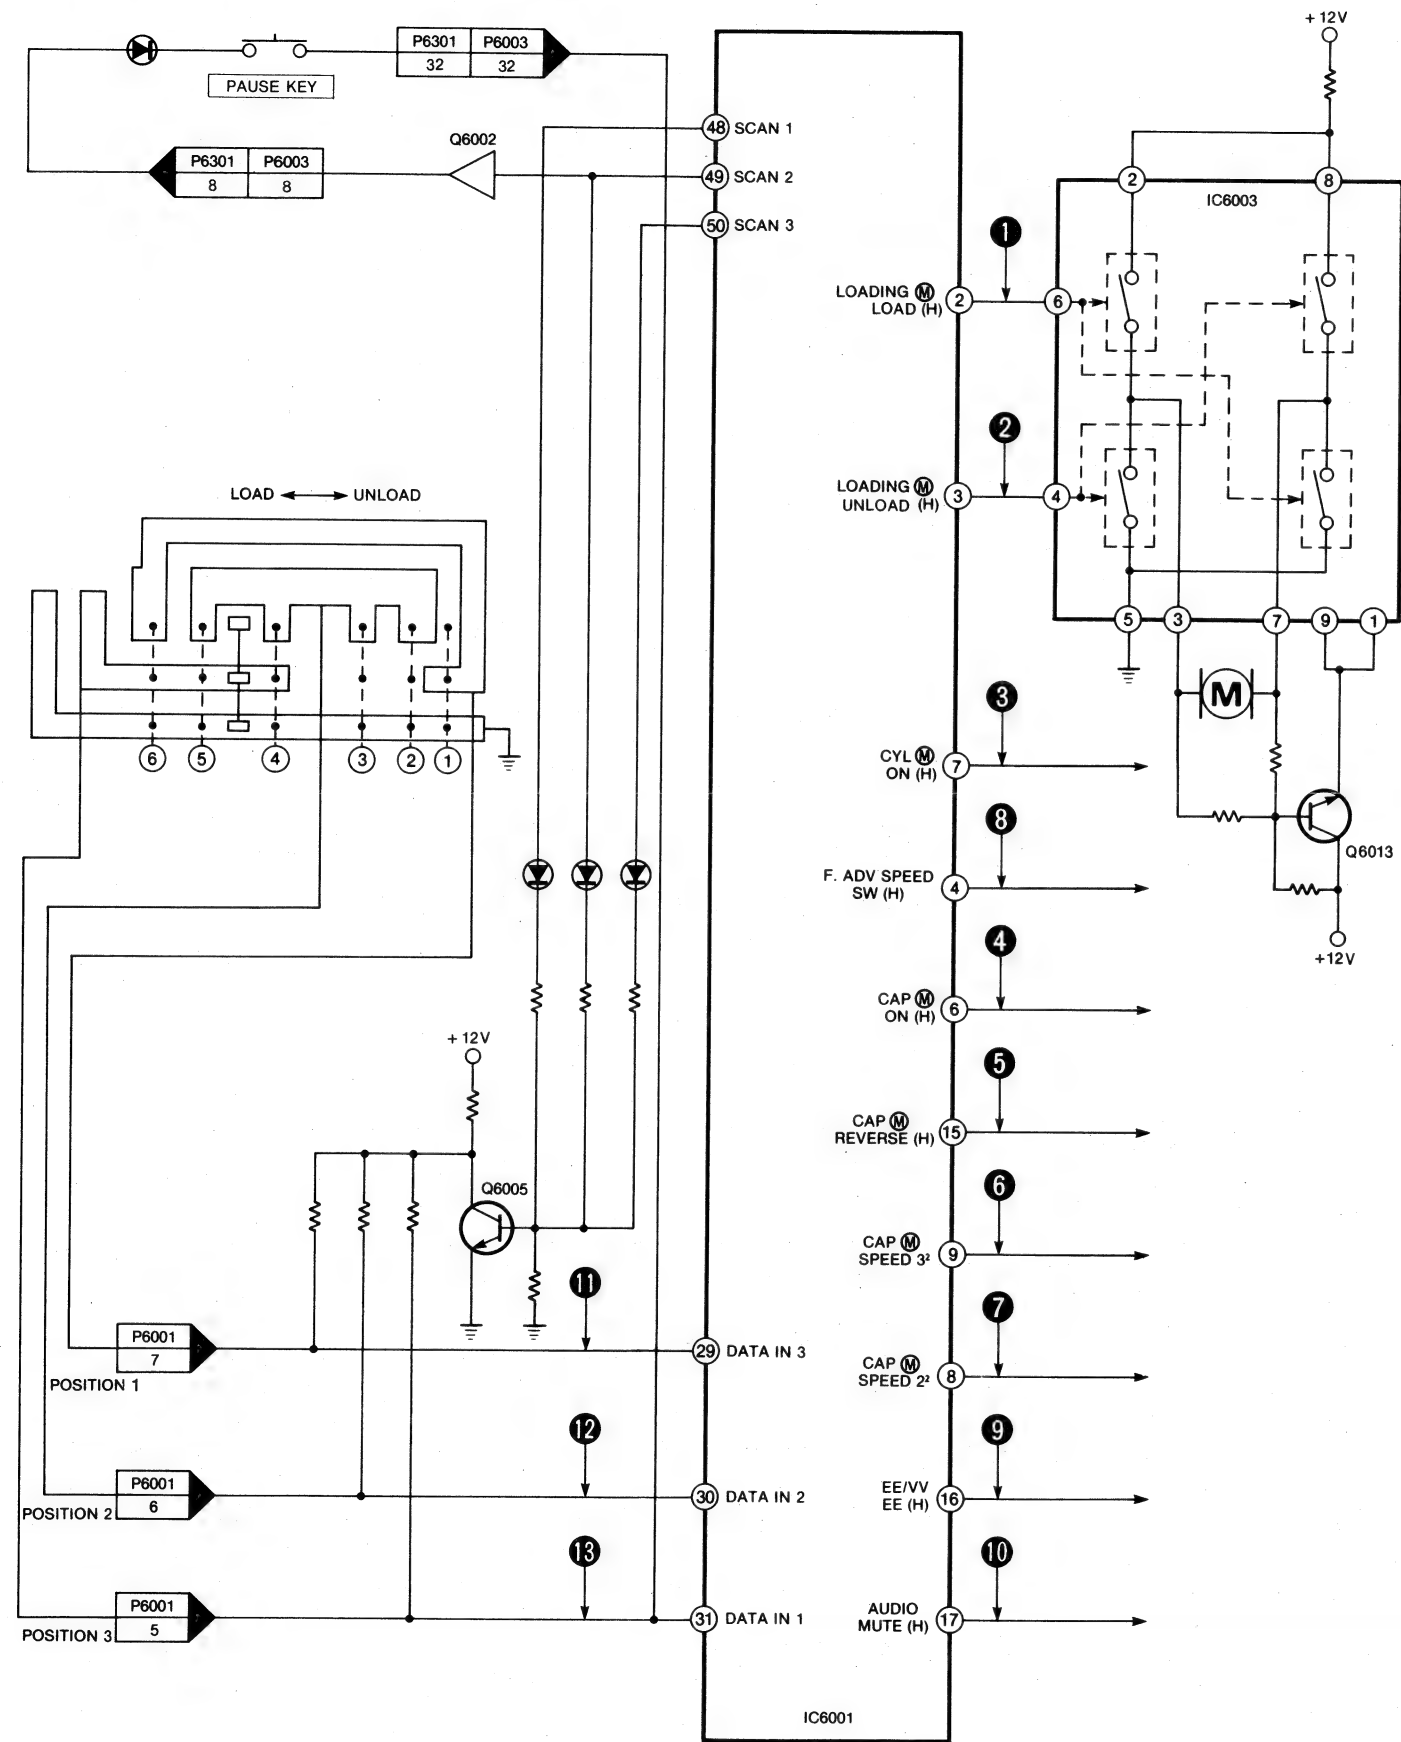 +12V
P6301 P6003
32 32
PAUSE KEY
Q6002
48 SCAN 1
P6301 P6003
8 8
49 SCAN 2
2 8
IC6003
50 SCAN 3
1
LOADING M
LOAD (H)
2
6
2
LOAD UNLOAD
LOADING M
UNLOAD (H)
3
4
5 3 7 9 1
M
3
6 5 4 3 2 1
CYL M
ON (H)
7
8
Q6013
F. ADV SPEED
SW (H)
4
4
+12V
CAP M
ON (H)
6
+12V
5
CAP M
REVERSE (H)
15
Q6005
6
CAP M
SPEED 3²
9
11
7
P6001
7
POSITION 1
29 DATA IN 3
CAP M
SPEED 2²
8
12
9
P6001
6
POSITION 2
30 DATA IN 2
EE/VV
EE (H)
16
13
10
P6001
5
POSITION 3
31 DATA IN 1
AUDIO
MUTE (H)
17
IC6001